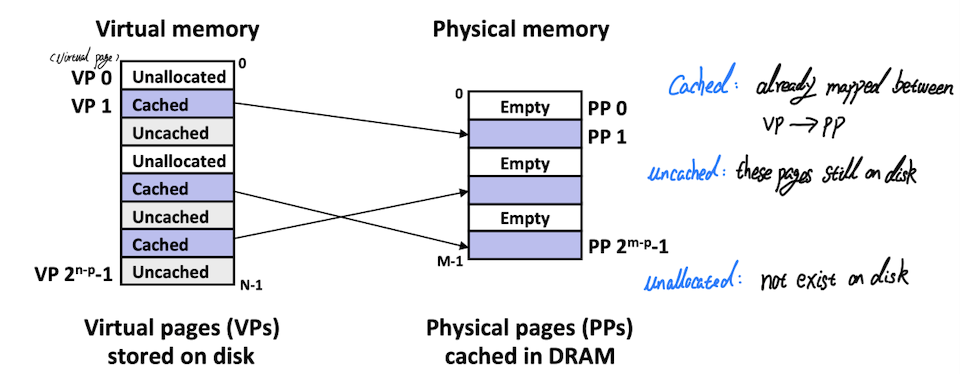 Virtual memory
(Virtual page)
0
VP 0
Unallocated
VP 1
Cached
Uncached
Unallocated
Cached
Uncached
Cached
VP 2ⁿ⁻ᵖ-1
Uncached
N-1
Virtual pages (VPs)
stored on disk
Physical memory
0
Empty
PP 0
PP 1
Empty
Empty
PP 2ᵐ⁻ᵖ-1
M-1
Physical pages (PPs)
cached in DRAM
Cached: already mapped between
VP → PP
uncached: these pages still on disk
unallocated: not exist on disk